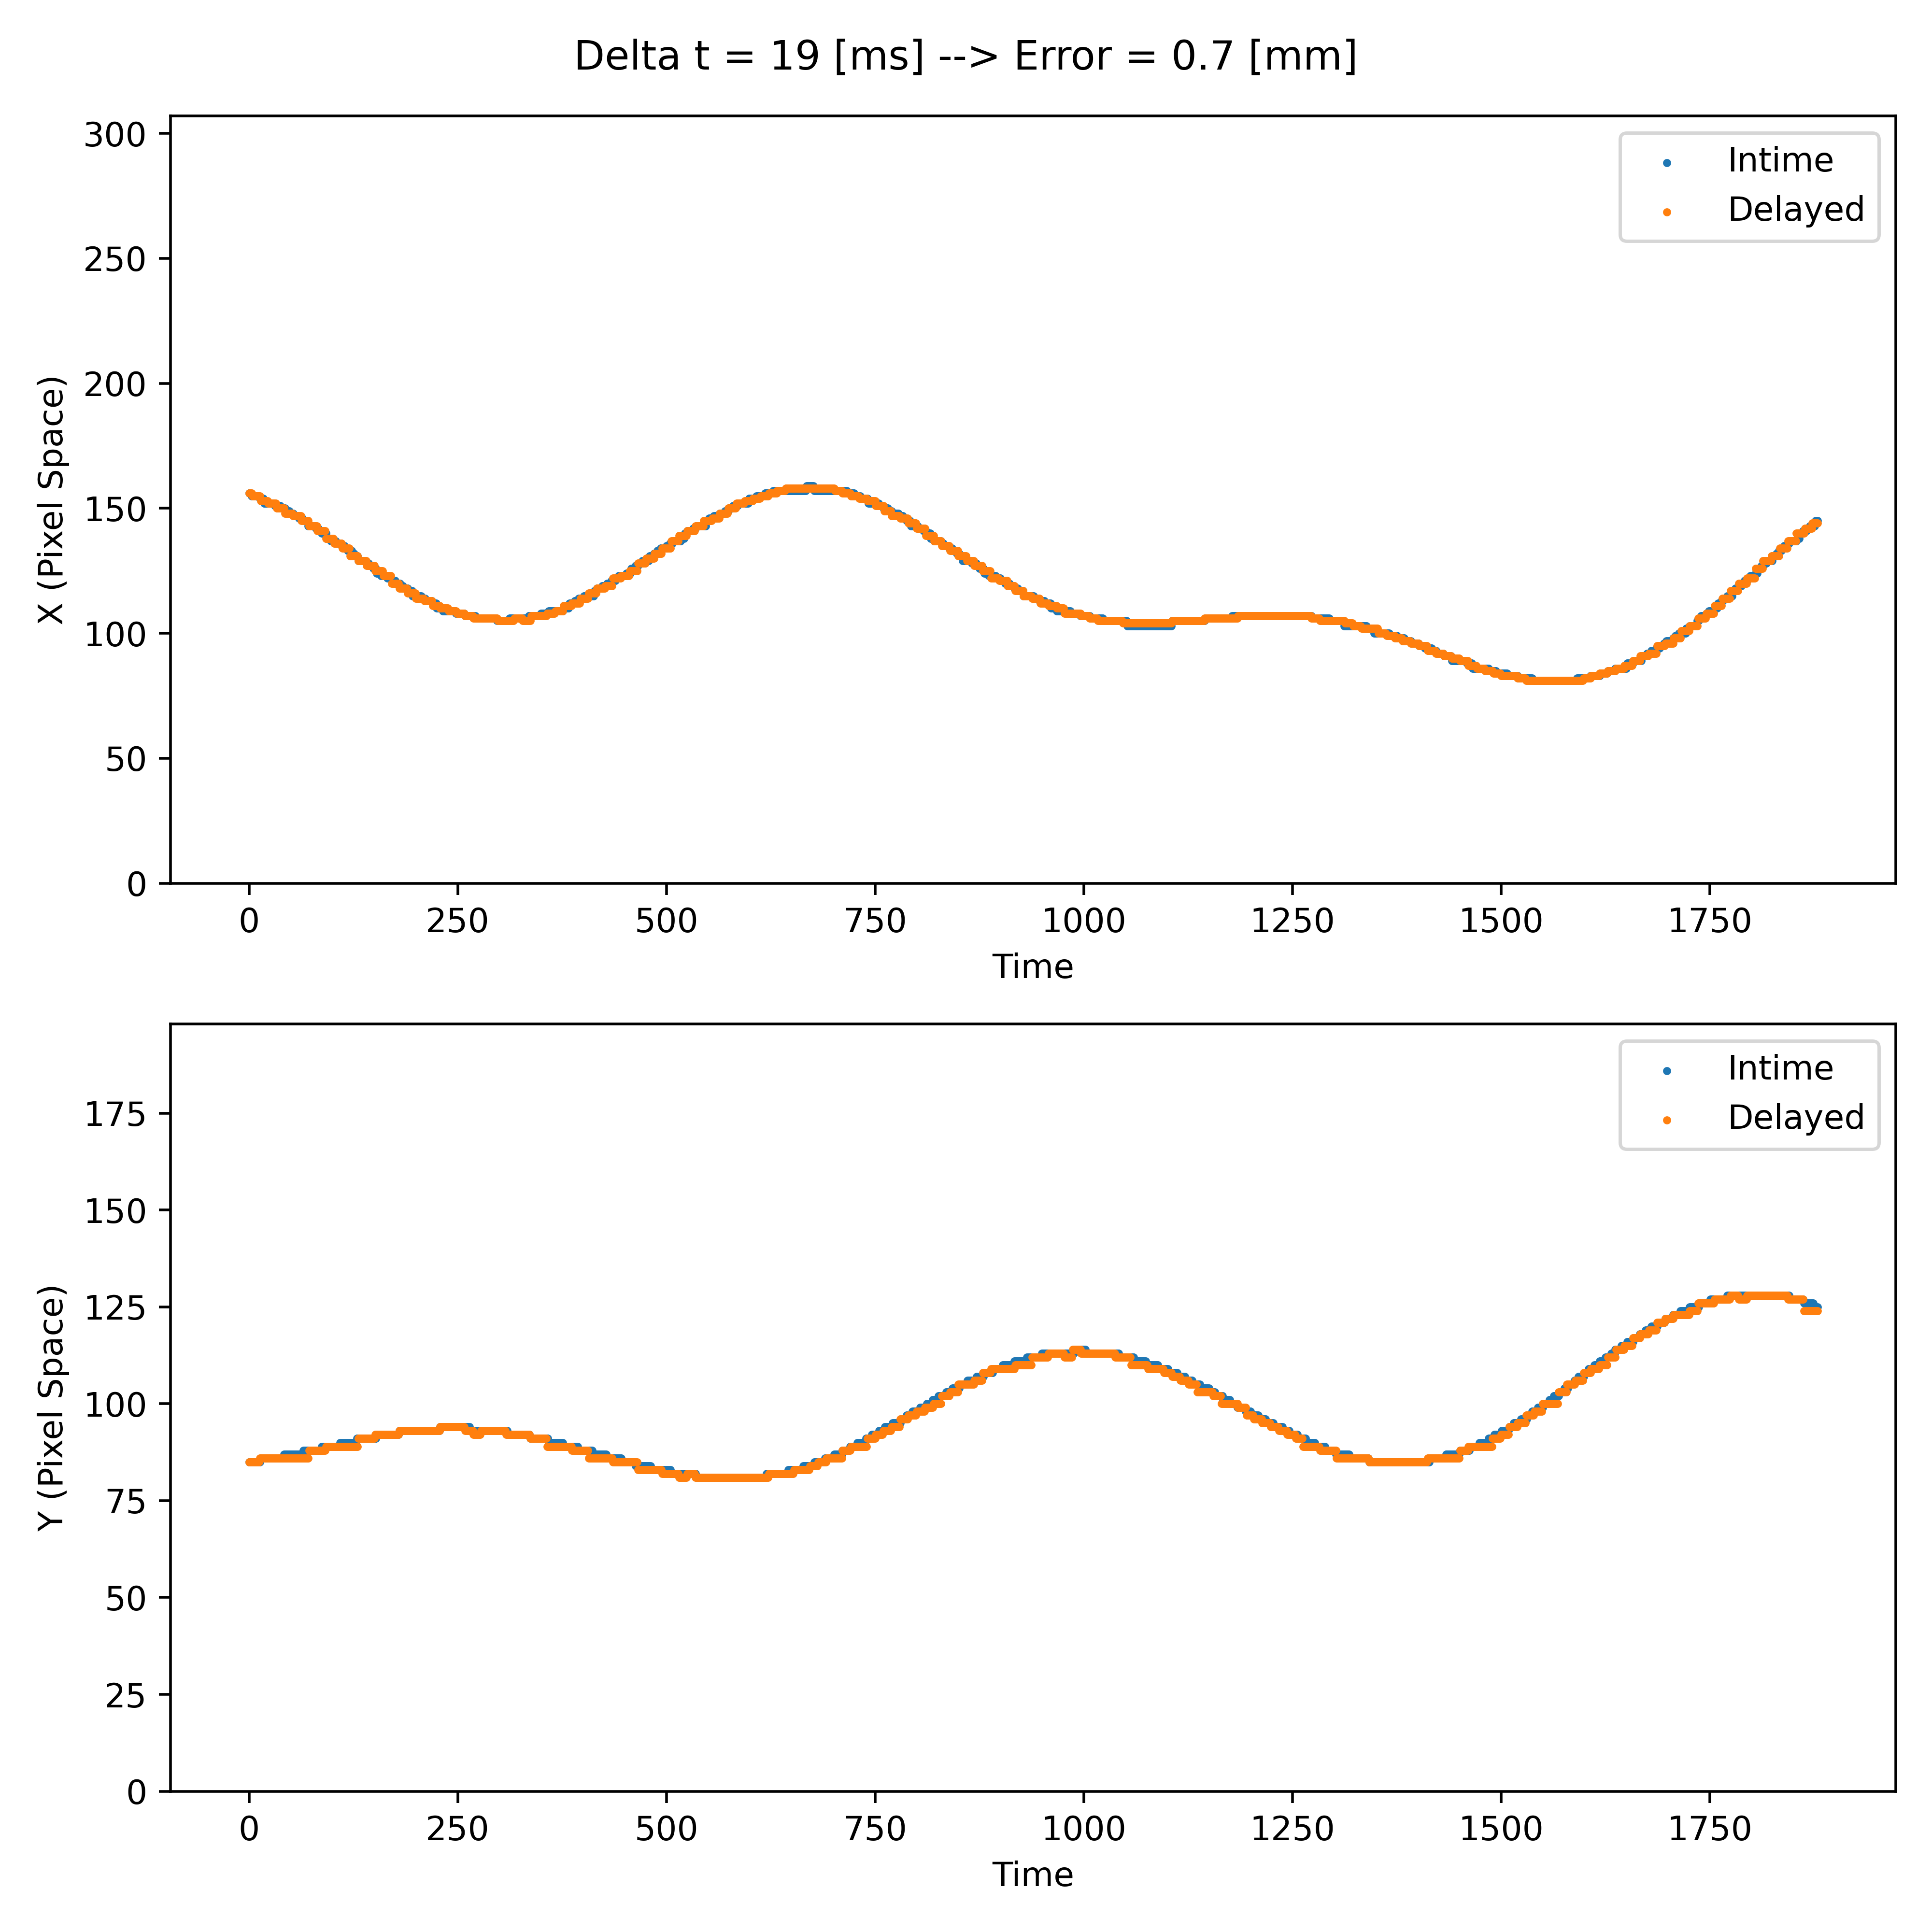 Delta t = 19 [ms] --> Error = 0.7 [mm]
300
250
200
150
100
50
0
X (Pixel Space)
Intime
Delayed
0 250 500 750 1000 1250 1500 1750
Time
175
150
125
100
75
50
25
0
Y (Pixel Space)
Intime
Delayed
0 250 500 750 1000 1250 1500 1750
Time